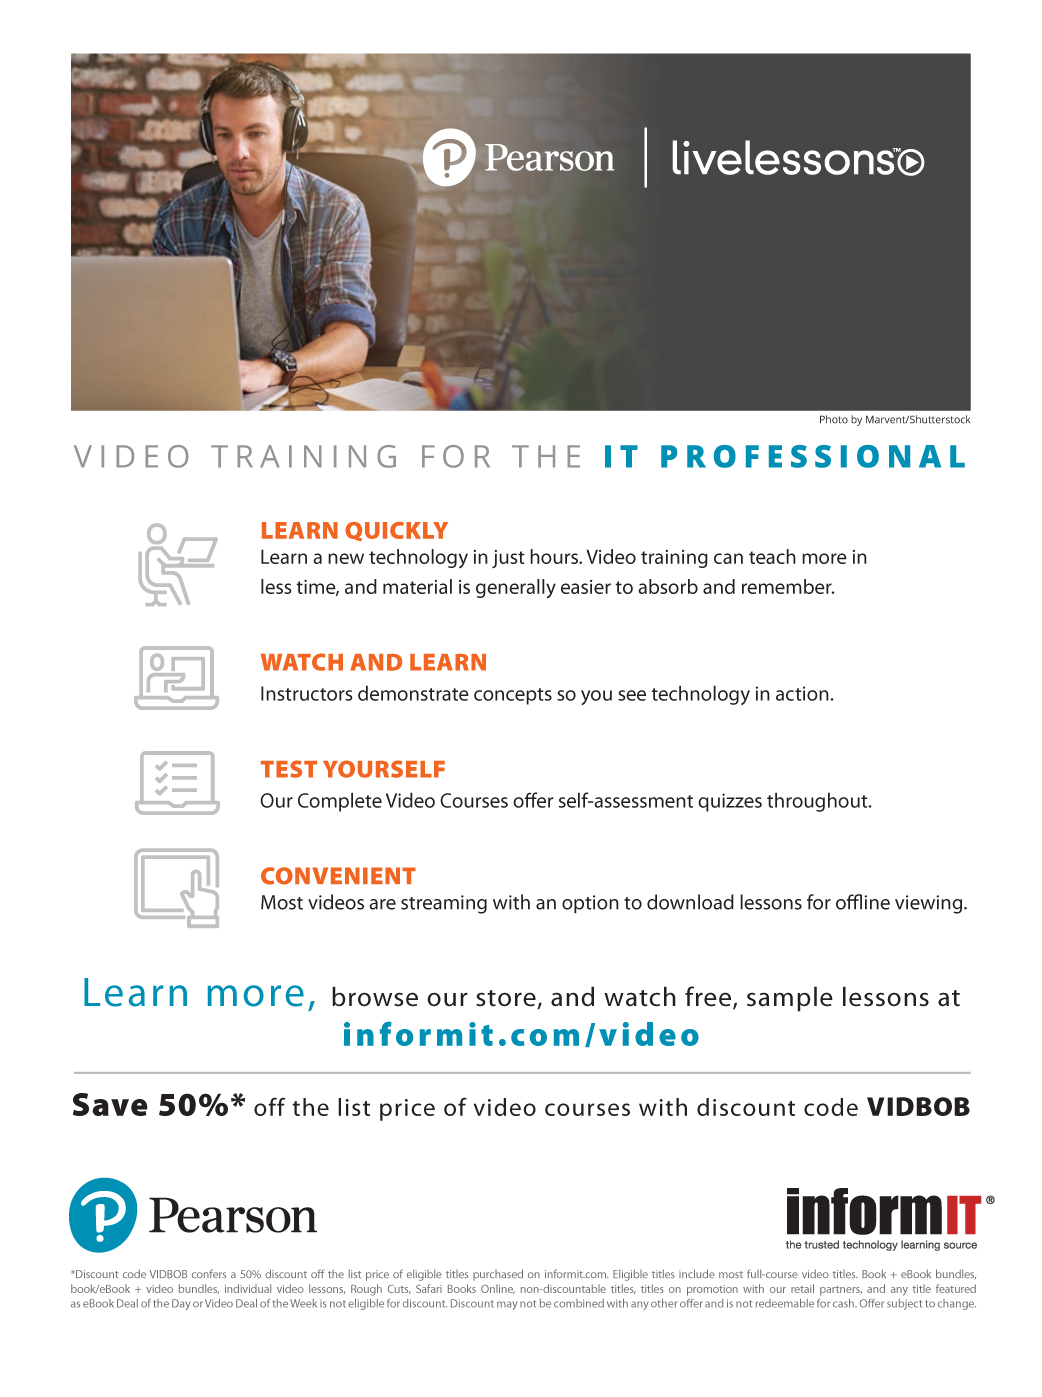 Pearson | livelessons™
Photo by Marvent/Shutterstock
VIDEO TRAINING FOR THE IT PROFESSIONAL
LEARN QUICKLY
Learn a new technology in just hours. Video training can teach more in
less time, and material is generally easier to absorb and remember.
WATCH AND LEARN
Instructors demonstrate concepts so you see technology in action.
TEST YOURSELF
Our Complete Video Courses offer self-assessment quizzes throughout.
CONVENIENT
Most videos are streaming with an option to download lessons for offline viewing.
Learn more, browse our store, and watch free, sample lessons at
informit.com/video
Save 50%* off the list price of video courses with discount code VIDBOB
Pearson
informIT®
the trusted technology learning source
*Discount code VIDBOB confers a 50% discount off the list price of eligible titles purchased on informit.com. Eligible titles include most full-course video titles. Book + eBook bundles,
book/eBook + video bundles, individual video lessons, Rough Cuts, Safari Books Online, non-discountable titles, titles on promotion with our retail partners, and any title featured
as eBook Deal of the Day or Video Deal of the Week is not eligible for discount. Discount may not be combined with any other offer and is not redeemable for cash. Offer subject to change.